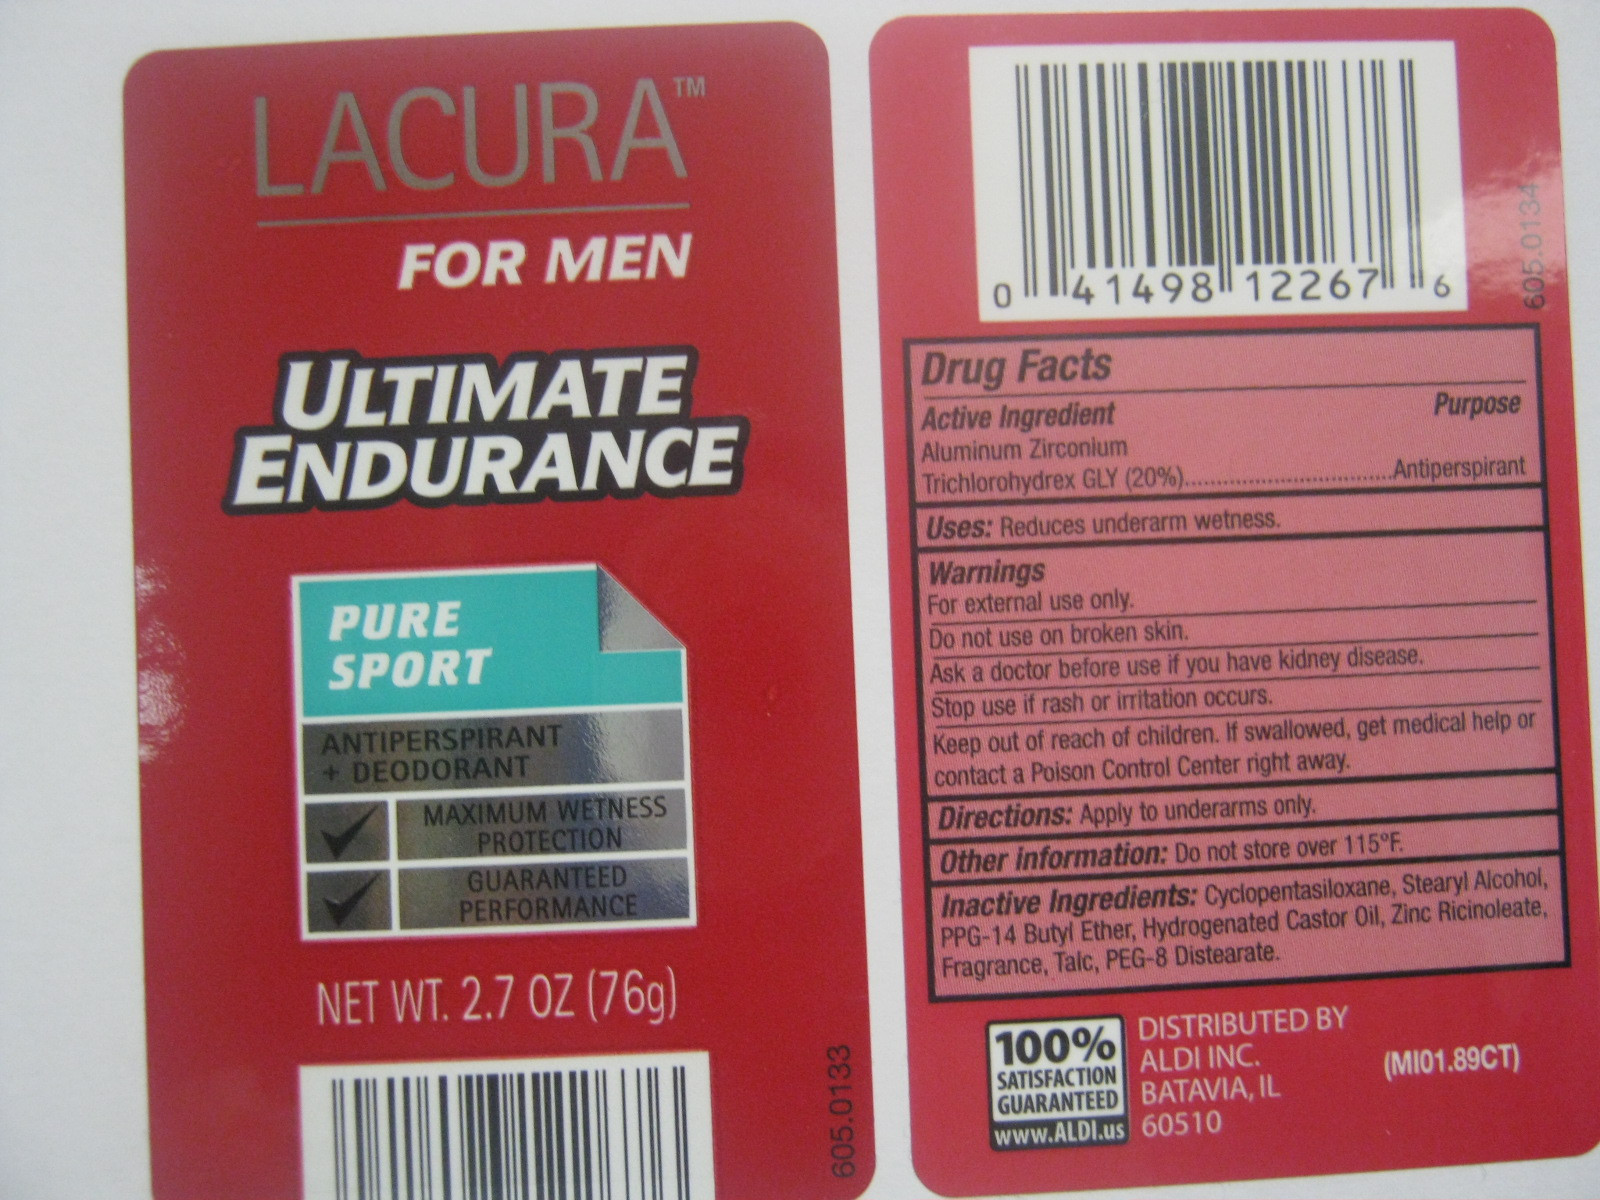 LACURA™
FOR MEN
ULTIMATE
ENDURANCE
PURE
SPORT
ANTIPERSPIRANT
+ DEODORANT
MAXIMUM WETNESS
PROTECTION
GUARANTEED
PERFORMANCE
NET WT. 2.7 OZ (76g)
605.0133
0 41498 12267 6
605.0134
Drug Facts
Active Ingredient Purpose
Aluminum Zirconium
Trichlorohydrex GLY (20%)..............................Antiperspirant
Uses: Reduces underarm wetness.
Warnings
For external use only.
Do not use on broken skin.
Ask a doctor before use if you have kidney disease.
Stop use if rash or irritation occurs.
Keep out of reach of children. If swallowed, get medical help or
contact a Poison Control Center right away.
Directions: Apply to underarms only.
Other information: Do not store over 115°F.
Inactive Ingredients: Cyclopentasiloxane, Stearyl Alcohol,
PPG-14 Butyl Ether, Hydrogenated Castor Oil, Zinc Ricinoleate,
Fragrance, Talc, PEG-8 Distearate.
100%
SATISFACTION
GUARANTEED
www.ALDI.us
DISTRIBUTED BY
ALDI INC.
BATAVIA, IL
60510
(MI01.89CT)